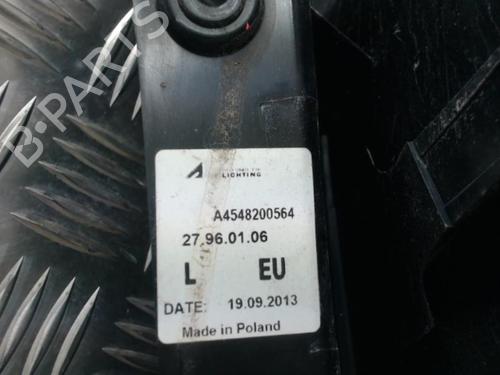 B-PARTS
LIGHTING
A4548200564
27.96.01.06
L EU
DATE: 19.09.2013
Made in Poland